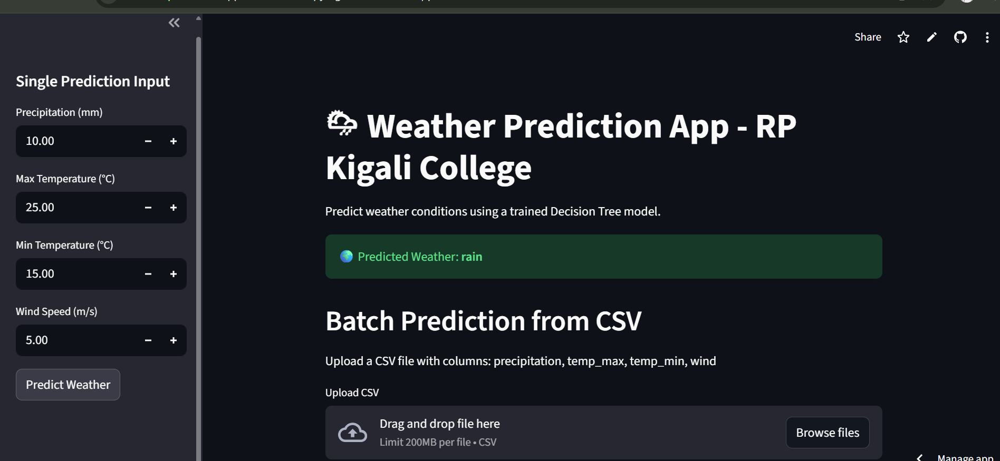 Share
Single Prediction Input
Precipitation (mm)
10.00
Max Temperature (°C)
25.00
Min Temperature (°C)
15.00
Wind Speed (m/s)
5.00
Predict Weather
Weather Prediction App - RP
Kigali College
Predict weather conditions using a trained Decision Tree model.
Predicted Weather: rain
Batch Prediction from CSV
Upload a CSV file with columns: precipitation, temp_max, temp_min, wind
Upload CSV
Drag and drop file here
Limit 200MB per file • CSV
Browse files
Manage app